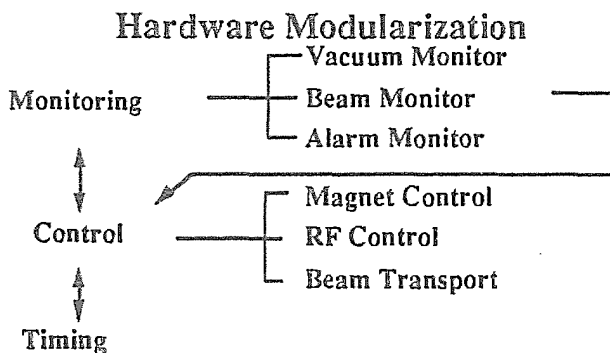 Hardware Modularization
Vacuum Monitor
Monitoring
Beam Monitor
Alarm Monitor
Magnet Control
Control
RF Control
Beam Transport
Timing